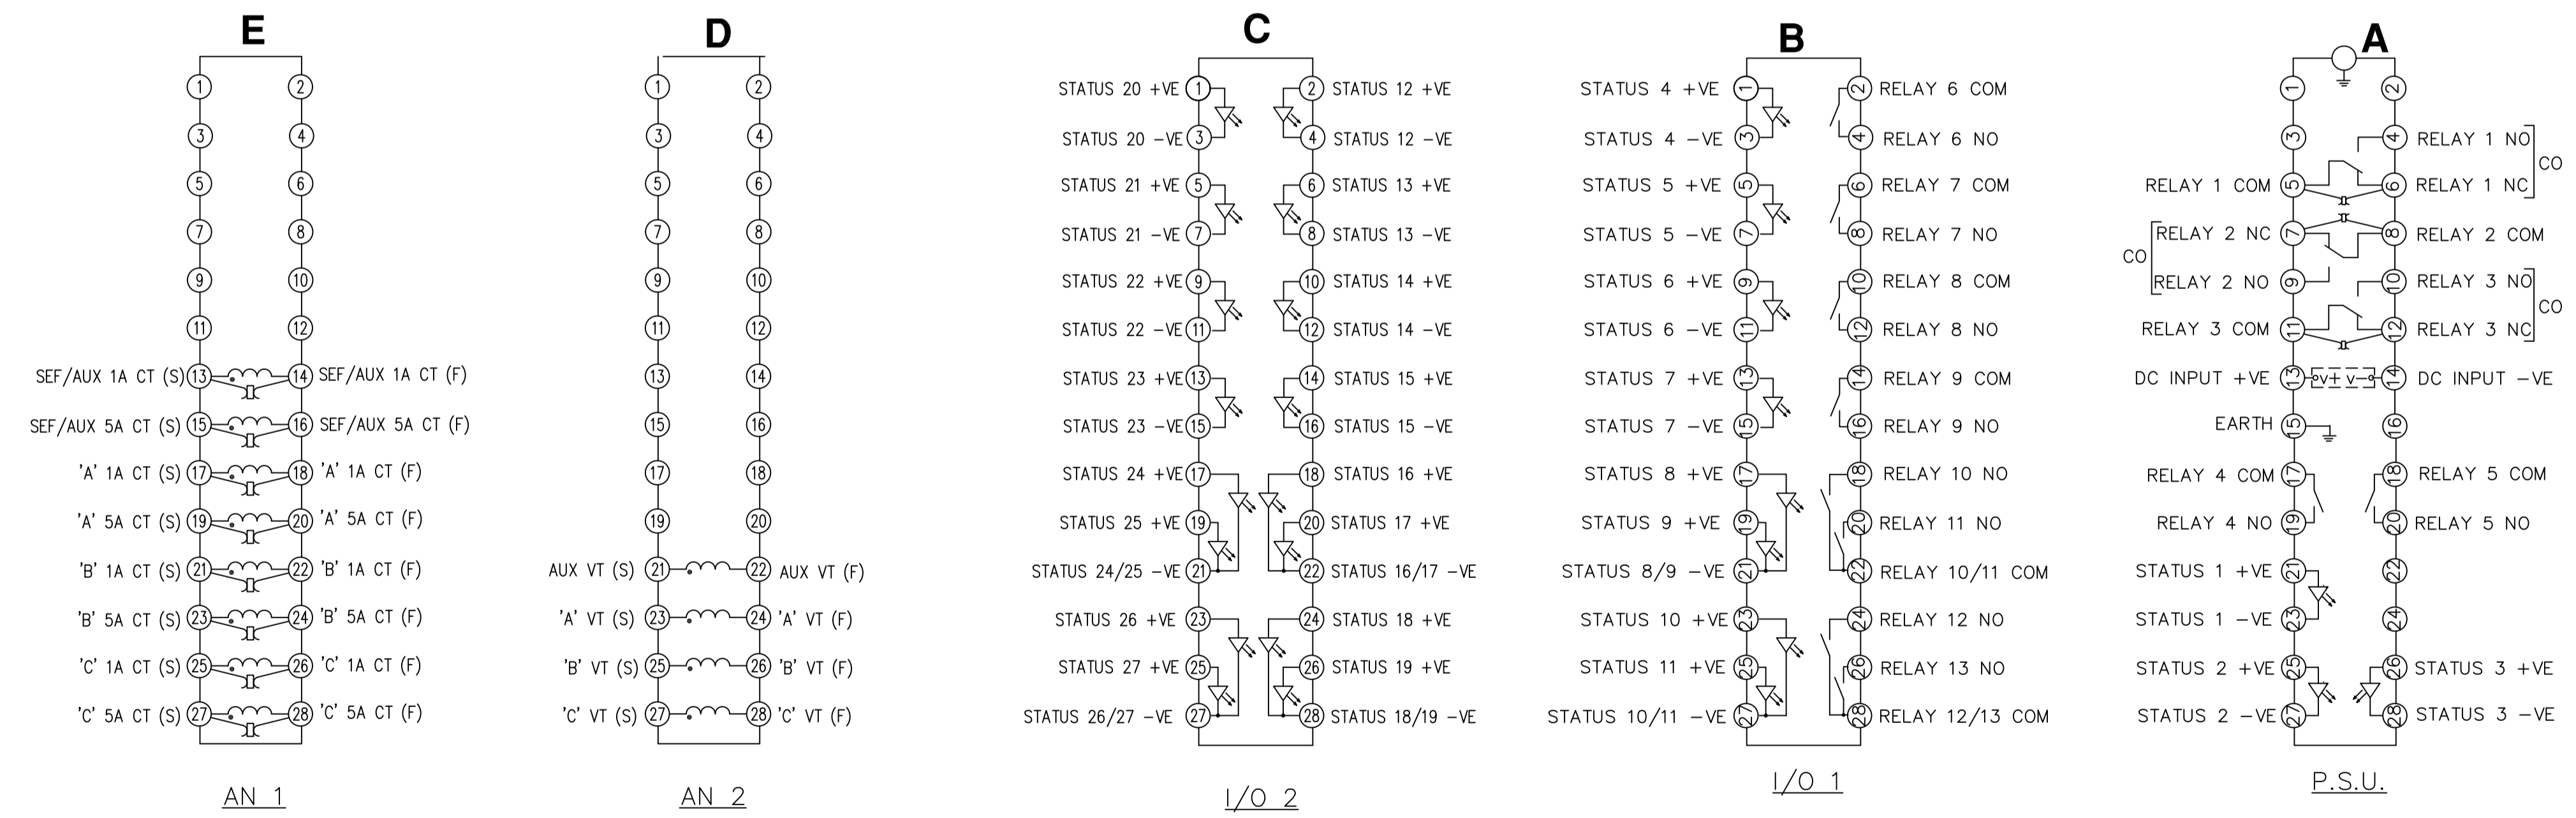 E
1 2
3 4
5 6
7 8
9 10
11 12
SEF/AUX 1A CT (S) 13 14 SEF/AUX 1A CT (F)
SEF/AUX 5A CT (S) 15 16 SEF/AUX 5A CT (F)
'A' 1A CT (S) 17 18 'A' 1A CT (F)
'A' 5A CT (S) 19 20 'A' 5A CT (F)
'B' 1A CT (S) 21 22 'B' 1A CT (F)
'B' 5A CT (S) 23 24 'B' 5A CT (F)
'C' 1A CT (S) 25 26 'C' 1A CT (F)
'C' 5A CT (S) 27 28 'C' 5A CT (F)
AN 1
D
1 2
3 4
5 6
7 8
9 10
11 12
13 14
15 16
17 18
19 20
AUX VT (S) 21 22 AUX VT (F)
'A' VT (S) 23 24 'A' VT (F)
'B' VT (S) 25 26 'B' VT (F)
'C' VT (S) 27 28 'C' VT (F)
AN 2
C
STATUS 20 +VE 1 2 STATUS 12 +VE
STATUS 20 -VE 3 4 STATUS 12 -VE
STATUS 21 +VE 5 6 STATUS 13 +VE
STATUS 21 -VE 7 8 STATUS 13 -VE
STATUS 22 +VE 9 10 STATUS 14 +VE
STATUS 22 -VE 11 12 STATUS 14 -VE
STATUS 23 +VE 13 14 STATUS 15 +VE
STATUS 23 -VE 15 16 STATUS 15 -VE
STATUS 24 +VE 17 18 STATUS 16 +VE
STATUS 25 +VE 19 20 STATUS 17 +VE
STATUS 24/25 -VE 21 22 STATUS 16/17 -VE
STATUS 26 +VE 23 24 STATUS 18 +VE
STATUS 27 +VE 25 26 STATUS 19 +VE
STATUS 26/27 -VE 27 28 STATUS 18/19 -VE
I/O 2
B
STATUS 4 +VE 1 2 RELAY 6 COM
STATUS 4 -VE 3 4 RELAY 6 NO
STATUS 5 +VE 5 6 RELAY 7 COM
STATUS 5 -VE 7 8 RELAY 7 NO
STATUS 6 +VE 9 10 RELAY 8 COM
STATUS 6 -VE 11 12 RELAY 8 NO
STATUS 7 +VE 13 14 RELAY 9 COM
STATUS 7 -VE 15 16 RELAY 9 NO
STATUS 8 +VE 17 18 RELAY 10 NO
STATUS 9 +VE 19 20 RELAY 11 NO
STATUS 8/9 -VE 21 22 RELAY 10/11 COM
STATUS 10 +VE 23 24 RELAY 12 NO
STATUS 11 +VE 25 26 RELAY 13 NO
STATUS 10/11 -VE 27 28 RELAY 12/13 COM
I/O 1
A
1 2
3 4 RELAY 1 NO
CO
RELAY 1 COM 5 6 RELAY 1 NC
RELAY 2 NC 7 8 RELAY 2 COM
CO
RELAY 2 NO 9 10 RELAY 3 NO
CO
RELAY 3 COM 11 12 RELAY 3 NC
DC INPUT +VE 13 V+ V- 14 DC INPUT -VE
EARTH 15 16
RELAY 4 COM 17 18 RELAY 5 COM
RELAY 4 NO 19 20 RELAY 5 NO
STATUS 1 +VE 21 22
STATUS 1 -VE 23 24
STATUS 2 +VE 25 26 STATUS 3 +VE
STATUS 2 -VE 27 28 STATUS 3 -VE
P.S.U.